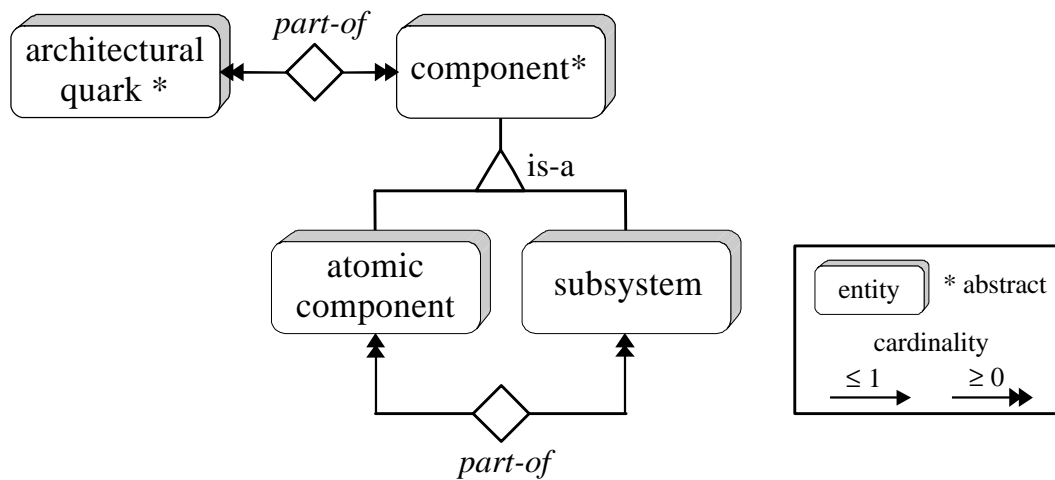 part-of
architectural
quark *
component*
is-a
atomic
component
subsystem
part-of
entity
* abstract
cardinality
≤ 1
≥ 0